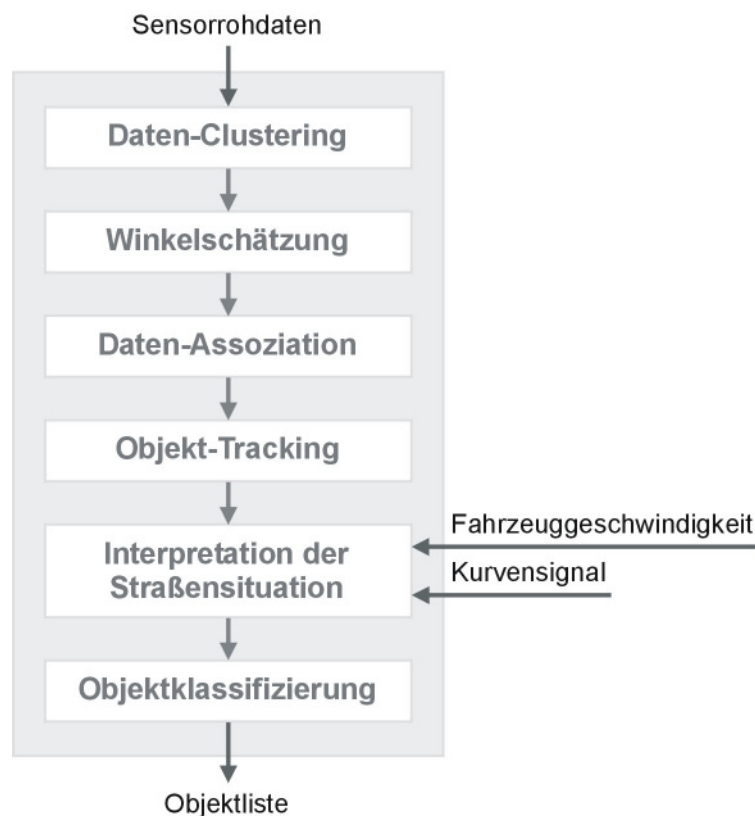 Sensorrohdaten
Daten-Clustering
Winkelschätzung
Daten-Assoziation
Objekt-Tracking
Fahrzeuggeschwindigkeit
Interpretation der
Straßensituation
Kurvensignal
Objektklassifizierung
Objektliste